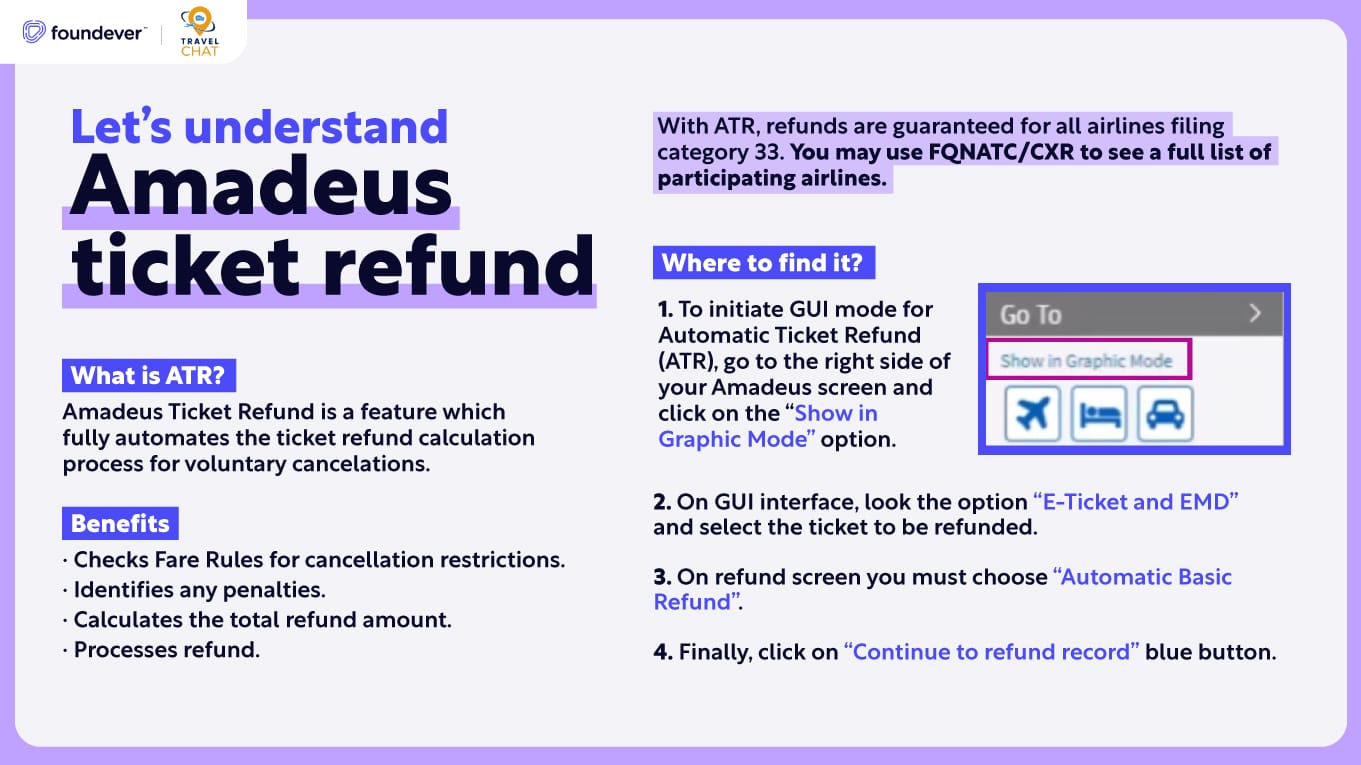 foundever™
TRAVEL
CHAT
Let’s understand
Amadeus
ticket refund
What is ATR?
Amadeus Ticket Refund is a feature which
fully automates the ticket refund calculation
process for voluntary cancelations.
Benefits
· Checks Fare Rules for cancellation restrictions.
· Identifies any penalties.
· Calculates the total refund amount.
· Processes refund.
With ATR, refunds are guaranteed for all airlines filing
category 33. You may use FQNATC/CXR to see a full list of
participating airlines.
Where to find it?
1. To initiate GUI mode for
Automatic Ticket Refund
(ATR), go to the right side of
your Amadeus screen and
click on the “Show in
Graphic Mode” option.
Go To
Show in Graphic Mode
2. On GUI interface, look the option “E-Ticket and EMD”
and select the ticket to be refunded.
3. On refund screen you must choose “Automatic Basic
Refund”.
4. Finally, click on “Continue to refund record” blue button.